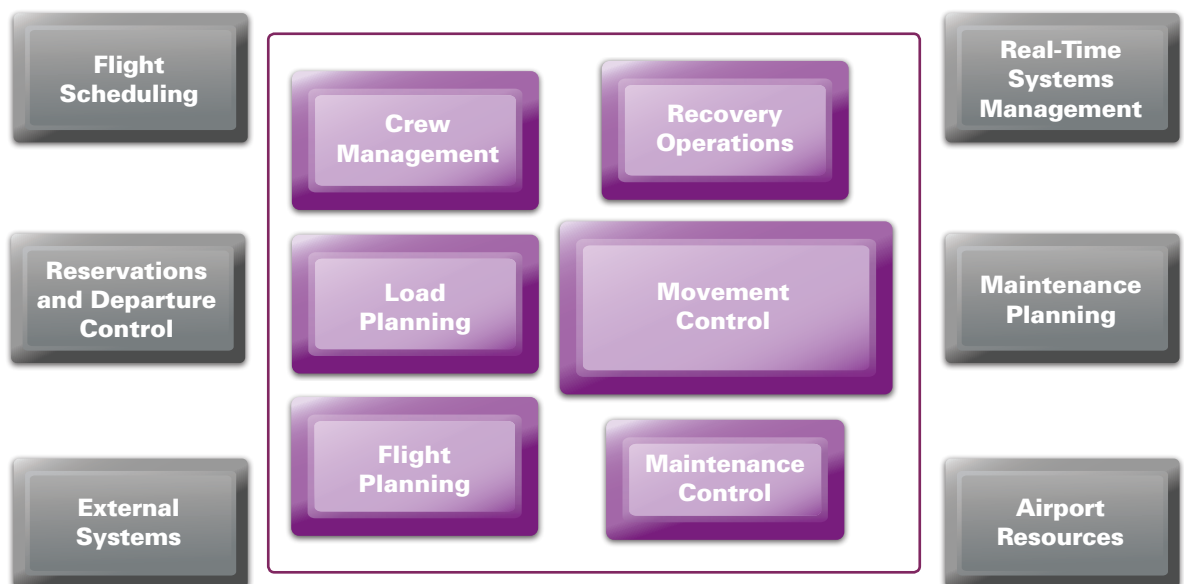 Flight
Scheduling
Reservations
and Departure
Control
External
Systems
Crew
Management
Load
Planning
Flight
Planning
Recovery
Operations
Movement
Control
Maintenance
Control
Real-Time
Systems
Management
Maintenance
Planning
Airport
Resources